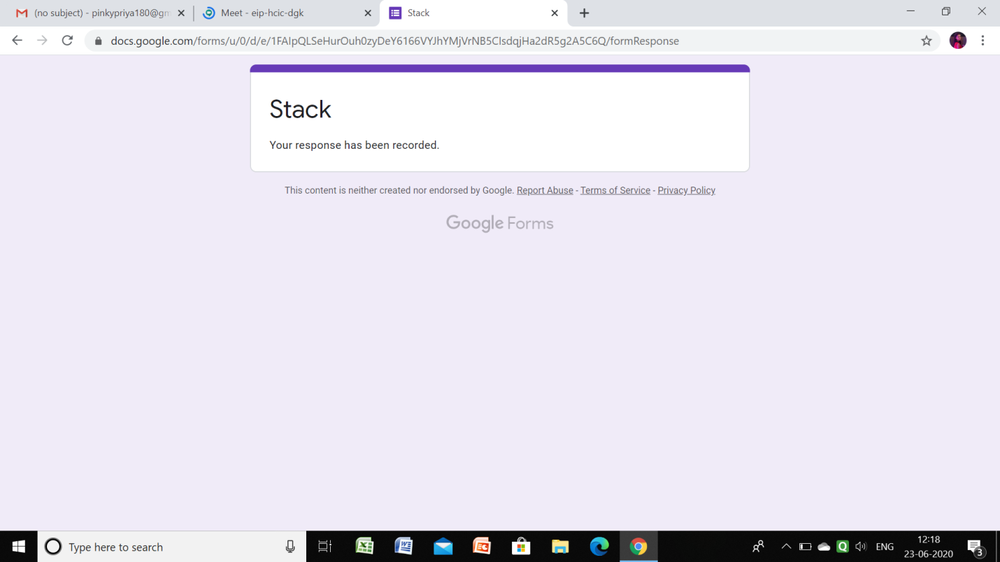 (no subject) - pinkypriya180@gm
Meet - eip-hcic-dgk
Stack
docs.google.com/forms/u/0/d/e/1FAIpQLSeHurOuh0zyDeY6166VYJhYMjVrNB5CIsdqjHa2dR5g2A5C6Q/formResponse
Stack
Your response has been recorded.
This content is neither created nor endorsed by Google. Report Abuse - Terms of Service - Privacy Policy
Google Forms
Type here to search
ENG
12:18
23-06-2020
3